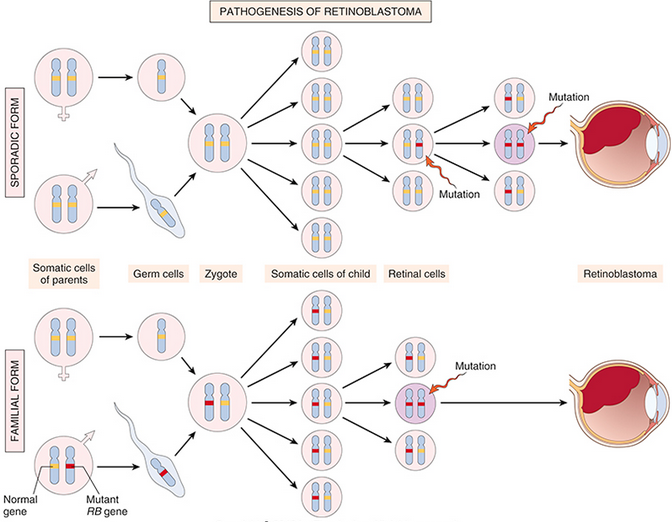 PATHOGENESIS OF RETINOBLASTOMA
SPORADIC FORM
Mutation
Mutation
Somatic cells
of parents
Germ cells
Zygote
Somatic cells of child
Retinal cells
Retinoblastoma
FAMILIAL FORM
Mutation
Normal
gene
Mutant
RB gene